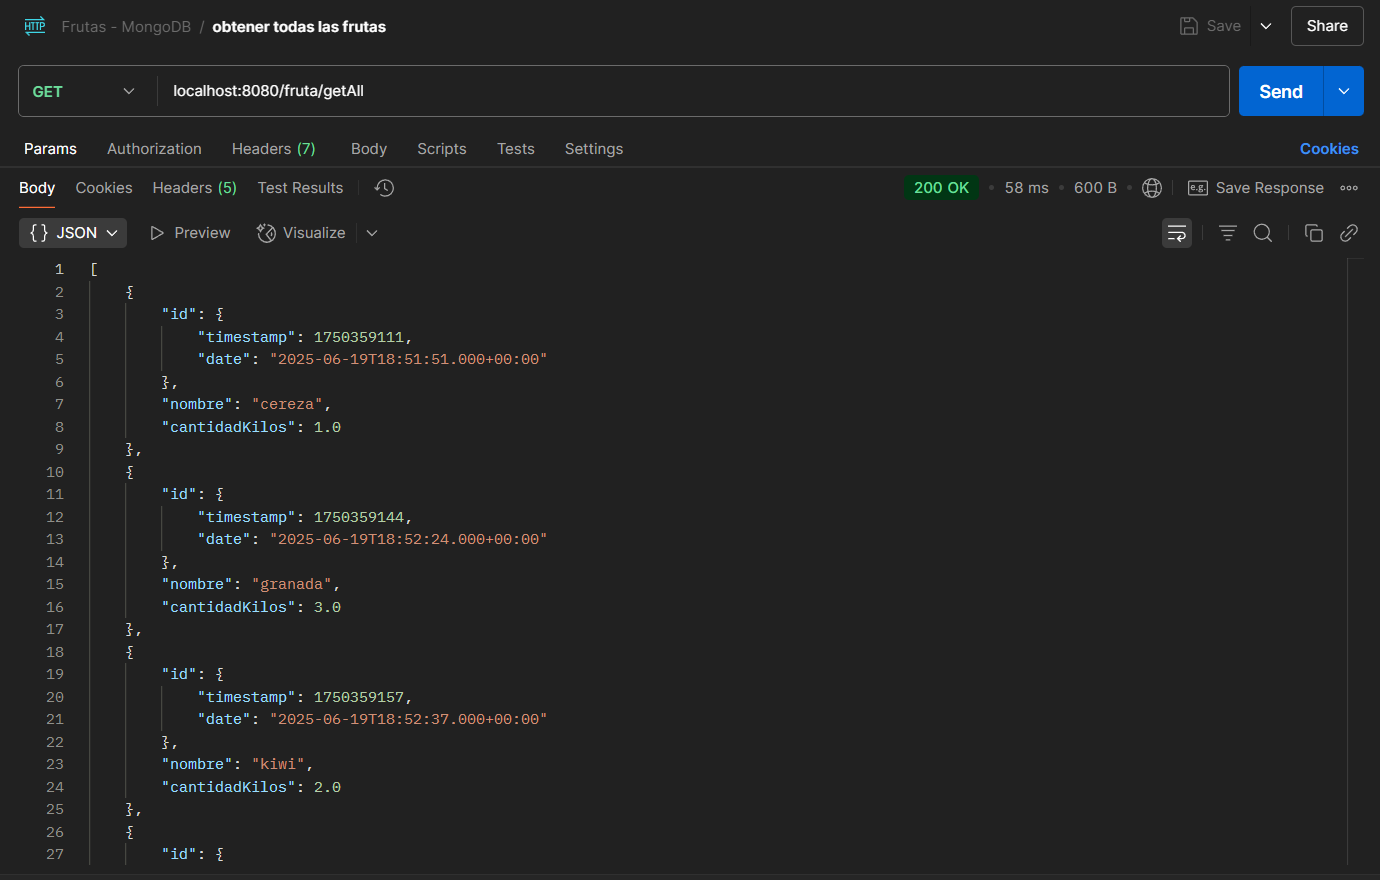 HTTP Frutas - MongoDB / obtener todas las frutas Save Share
GET localhost:8080/fruta/getAll Send
Params Authorization Headers (7) Body Scripts Tests Settings Cookies
Body Cookies Headers (5) Test Results 200 OK • 58 ms • 600 B • e.g. Save Response
{} JSON Preview Visualize
1 [
2 {
3 "id": {
4 "timestamp": 1750359111,
5 "date": "2025-06-19T18:51:51.000+00:00"
6 },
7 "nombre": "cereza",
8 "cantidadKilos": 1.0
9 },
10 {
11 "id": {
12 "timestamp": 1750359144,
13 "date": "2025-06-19T18:52:24.000+00:00"
14 },
15 "nombre": "granada",
16 "cantidadKilos": 3.0
17 },
18 {
19 "id": {
20 "timestamp": 1750359157,
21 "date": "2025-06-19T18:52:37.000+00:00"
22 },
23 "nombre": "kiwi",
24 "cantidadKilos": 2.0
25 },
26 {
27 "id": {